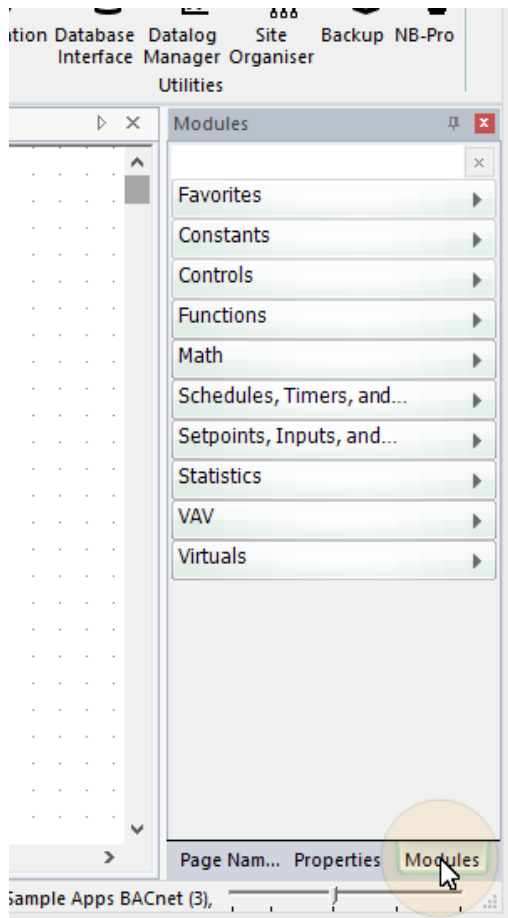 tion Database Datalog Site Backup NB-Pro
Interface Manager Organiser
Utilities
Modules
Favorites
Constants
Controls
Functions
Math
Schedules, Timers, and...
Setpoints, Inputs, and...
Statistics
VAV
Virtuals
Page Nam... Properties Modules
Sample Apps BACnet (3),